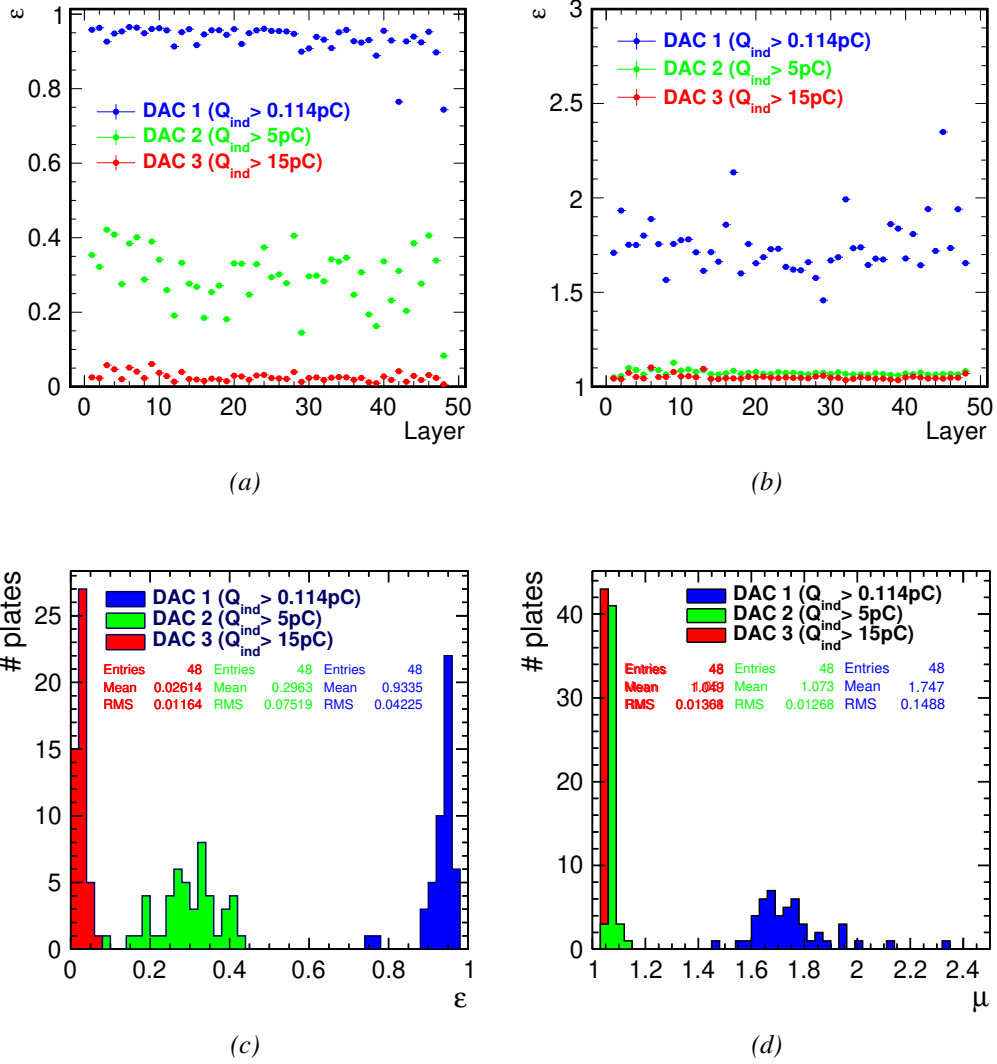 ε
1
0.8
0.6
0.4
0.2
0
DAC 1 (Q_ind > 0.114pC)
DAC 2 (Q_ind > 5pC)
DAC 3 (Q_ind > 15pC)
0 10 20 30 40 50
Layer
(a)
ε
3
2.5
2
1.5
1
DAC 1 (Q_ind > 0.114pC)
DAC 2 (Q_ind > 5pC)
DAC 3 (Q_ind > 15pC)
0 10 20 30 40 50
Layer
(b)
# plates
25
20
15
10
5
0
DAC 1 (Q_ind > 0.114pC)
DAC 2 (Q_ind > 5pC)
DAC 3 (Q_ind > 15pC)
Entries 48 Entries 48 Entries 48
Mean 0.02614 Mean 0.2963 Mean 0.9335
RMS 0.01164 RMS 0.07519 RMS 0.04225
0 0.2 0.4 0.6 0.8 1
ε
(c)
# plates
40
30
20
10
0
DAC 1 (Q_ind > 0.114pC)
DAC 2 (Q_ind > 5pC)
DAC 3 (Q_ind > 15pC)
Entries 48 Entries 48 Entries 48
Mean Mean 1.073 Mean 1.747
RMS RMS 0.01268 RMS 0.1488
1 1.2 1.4 1.6 1.8 2 2.2 2.4
μ
(d)